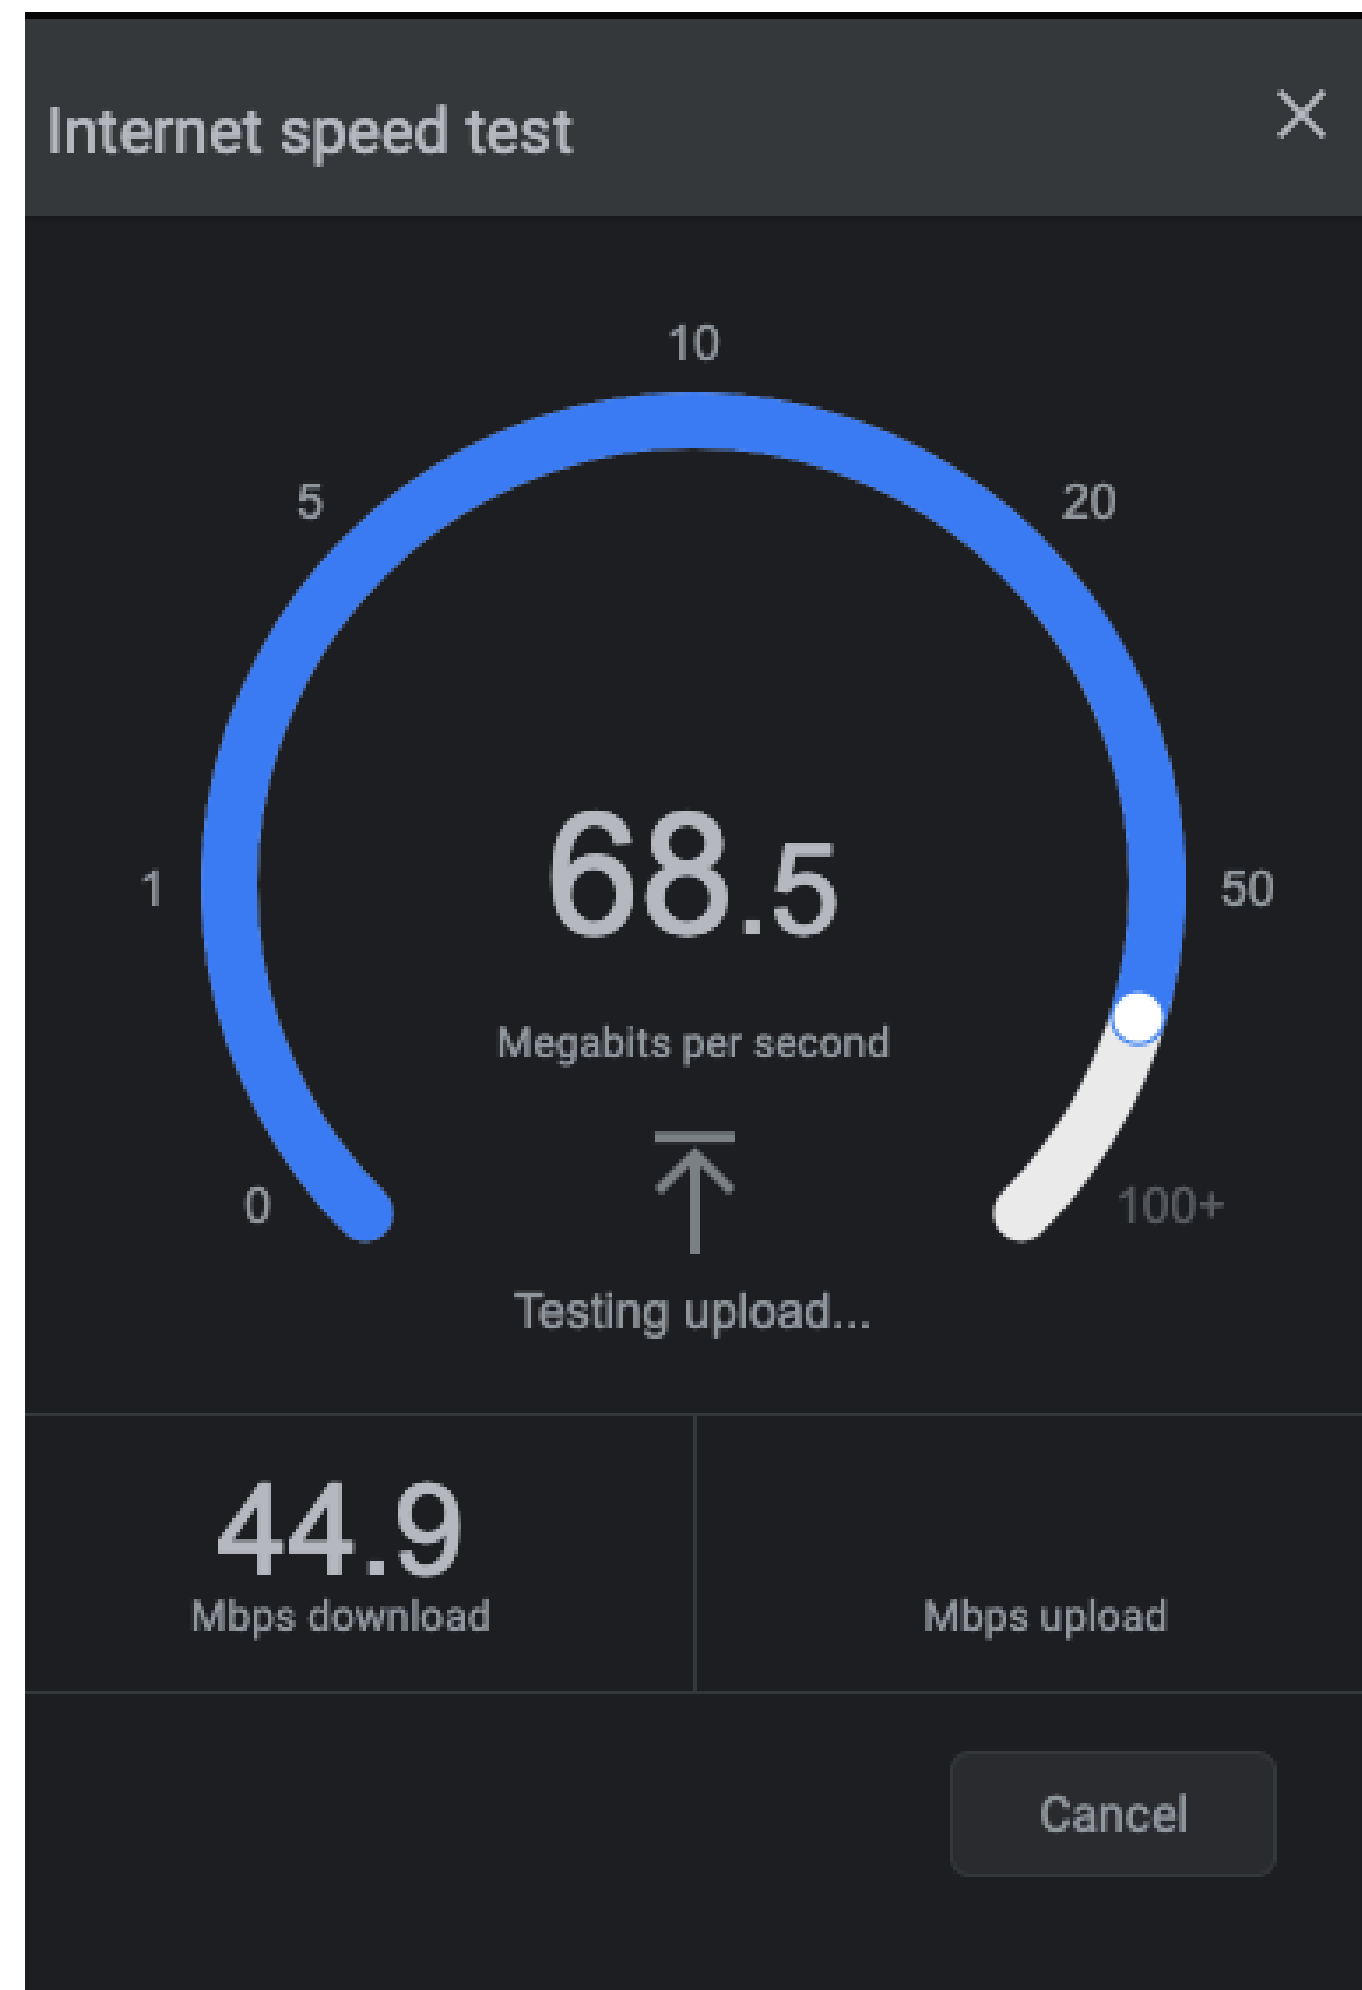 Internet speed test
10
5
20
1
68.5
50
Megabits per second
0
100+
Testing upload...
44.9
Mbps download
Mbps upload
Cancel